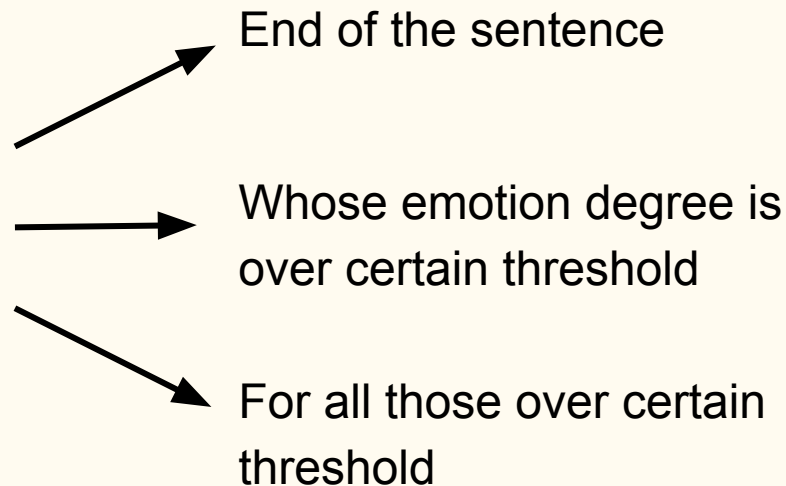 End of the sentence
Whose emotion degree is
over certain threshold
For all those over certain
threshold